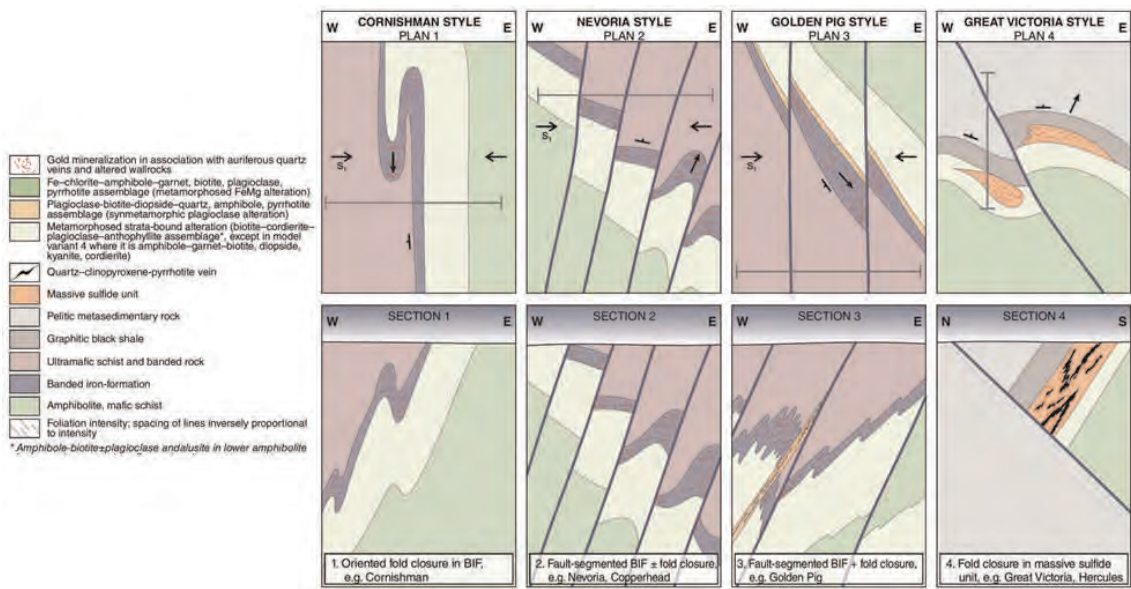 CORNISHMAN STYLE
W PLAN 1 E
NEVORIA STYLE
W PLAN 2 E
GOLDEN PIG STYLE
W PLAN 3 E
GREAT VICTORIA STYLE
W PLAN 4 E
S1
S1
S1
Gold mineralization in association with auriferous quartz
veins and altered wallrocks
Fe–chlorite–amphibole–garnet, biotite, plagioclase,
pyrrhotite assemblage (metamorphosed FeMg alteration)
Plagioclase-biotite-diopside–quartz, amphibole, pyrrhotite
assemblage (synmetamorphic plagioclase alteration)
Metamorphosed strata-bound alteration (biotite–cordierite–
plagioclase–anthophyllite assemblage*, except in model
variant 4 where it is amphibole–garnet–biotite, diopside,
kyanite, cordierite)
Quartz–clinopyroxene-pyrrhotite vein
Massive sulfide unit
Pelitic metasedimentary rock
Graphitic black shale
Ultramafic schist and banded rock
Banded iron-formation
Amphibolite, mafic schist
Foliation intensity; spacing of lines inversely proportional
to intensity
* Amphibole-biotite±plagioclase andalusite in lower amphibolite
W SECTION 1 E
W SECTION 2 E
W SECTION 3 E
N SECTION 4 S
1. Oriented fold closure in BIF,
e.g. Cornishman
2. Fault-segmented BIF ± fold closure,
e.g. Nevoria, Copperhead
3. Fault-segmented BIF + fold closure,
e.g. Golden Pig
4. Fold closure in massive sulfide
unit, e.g. Great Victoria, Hercules